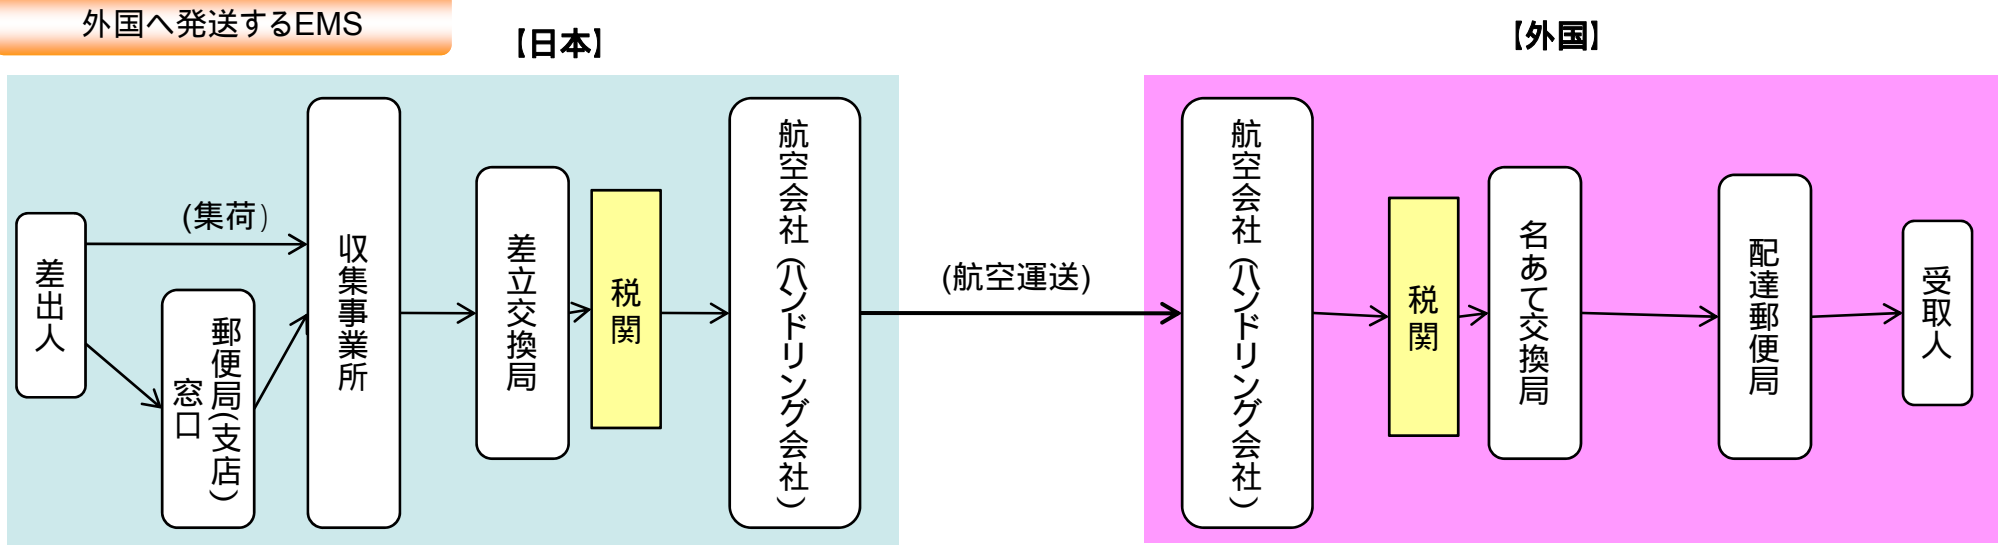 外国へ発送するEMS
【日本】
【外国】
差出人
(集荷)
郵便局(支店)
窓口
収集事業所
差立交換局
税関
航空会社(ハンドリング会社)
(航空運送)
航空会社(ハンドリング会社)
税関
名あて交換局
配達郵便局
受取人